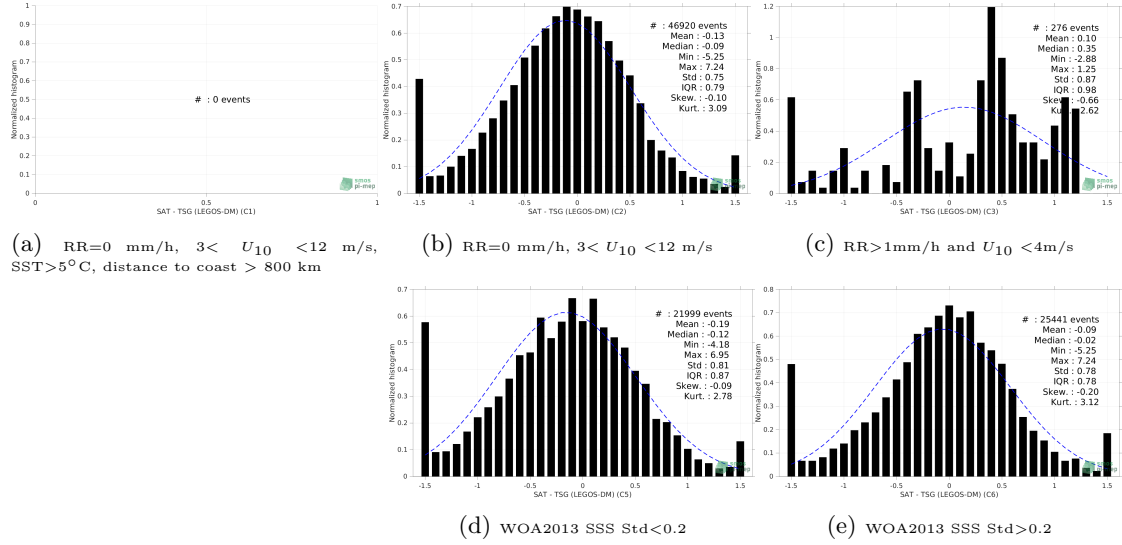 1
0.9
0.8
0.7
0.6
0.5
0.4
0.3
0.2
0.1
0
Normalized histogram
# : 0 events
smos
pi-mep
0 0.5 1
SAT - TSG (LEGOS-DM) (C1)
(a) RR=0 mm/h, 3< U10 <12 m/s,
SST>5°C, distance to coast > 800 km
0.7
0.6
0.5
0.4
0.3
0.2
0.1
0
Normalized histogram
# : 46920 events
Mean : -0.13
Median : -0.09
Min : -5.25
Max : 7.24
Std : 0.75
IQR : 0.79
Skew. : -0.10
Kurt. : 3.09
smos
pi-mep
-1.5 -1 -0.5 0 0.5 1 1.5
SAT - TSG (LEGOS-DM) (C2)
(b) RR=0 mm/h, 3< U10 <12 m/s
1.2
1
0.8
0.6
0.4
0.2
0
Normalized histogram
# : 276 events
Mean : 0.10
Median : 0.35
Min : -2.88
Max : 1.25
Std : 0.87
IQR : 0.98
Skew. : -0.66
Kurt. : 2.62
smos
pi-mep
-1.5 -1 -0.5 0 0.5 1 1.5
SAT - TSG (LEGOS-DM) (C3)
(c) RR>1mm/h and U10 <4m/s
0.7
0.6
0.5
0.4
0.3
0.2
0.1
0
Normalized histogram
# : 21999 events
Mean : -0.19
Median : -0.12
Min : -4.18
Max : 6.95
Std : 0.81
IQR : 0.87
Skew. : -0.09
Kurt. : 2.78
smos
pi-mep
-1.5 -1 -0.5 0 0.5 1 1.5
SAT - TSG (LEGOS-DM) (C5)
(d) WOA2013 SSS Std<0.2
0.8
0.7
0.6
0.5
0.4
0.3
0.2
0.1
0
Normalized histogram
# : 25441 events
Mean : -0.09
Median : -0.02
Min : -5.25
Max : 7.24
Std : 0.78
IQR : 0.78
Skew. : -0.20
Kurt. : 3.12
smos
pi-mep
-1.5 -1 -0.5 0 0.5 1 1.5
SAT - TSG (LEGOS-DM) (C6)
(e) WOA2013 SSS Std>0.2